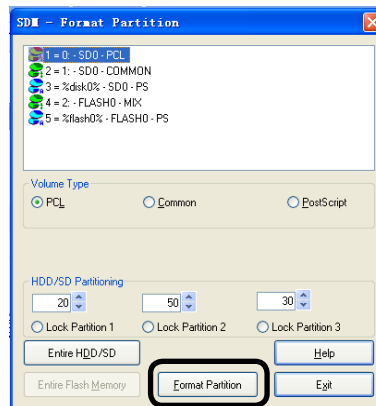 SDM - Format Partition
1 = 0: - SD0 - PCL
2 = 1: - SD0 - COMMON
3 = %disk0% - SD0 - PS
4 = 2: - FLASH0 - MIX
5 = %flash0% - FLASH0 - PS
Volume Type
PCL Common PostScript
HDD/SD Partitioning
20 50 30
Lock Partition 1 Lock Partition 2 Lock Partition 3
Entire HDD/SD Help
Entire Flash Memory Format Partition Exit